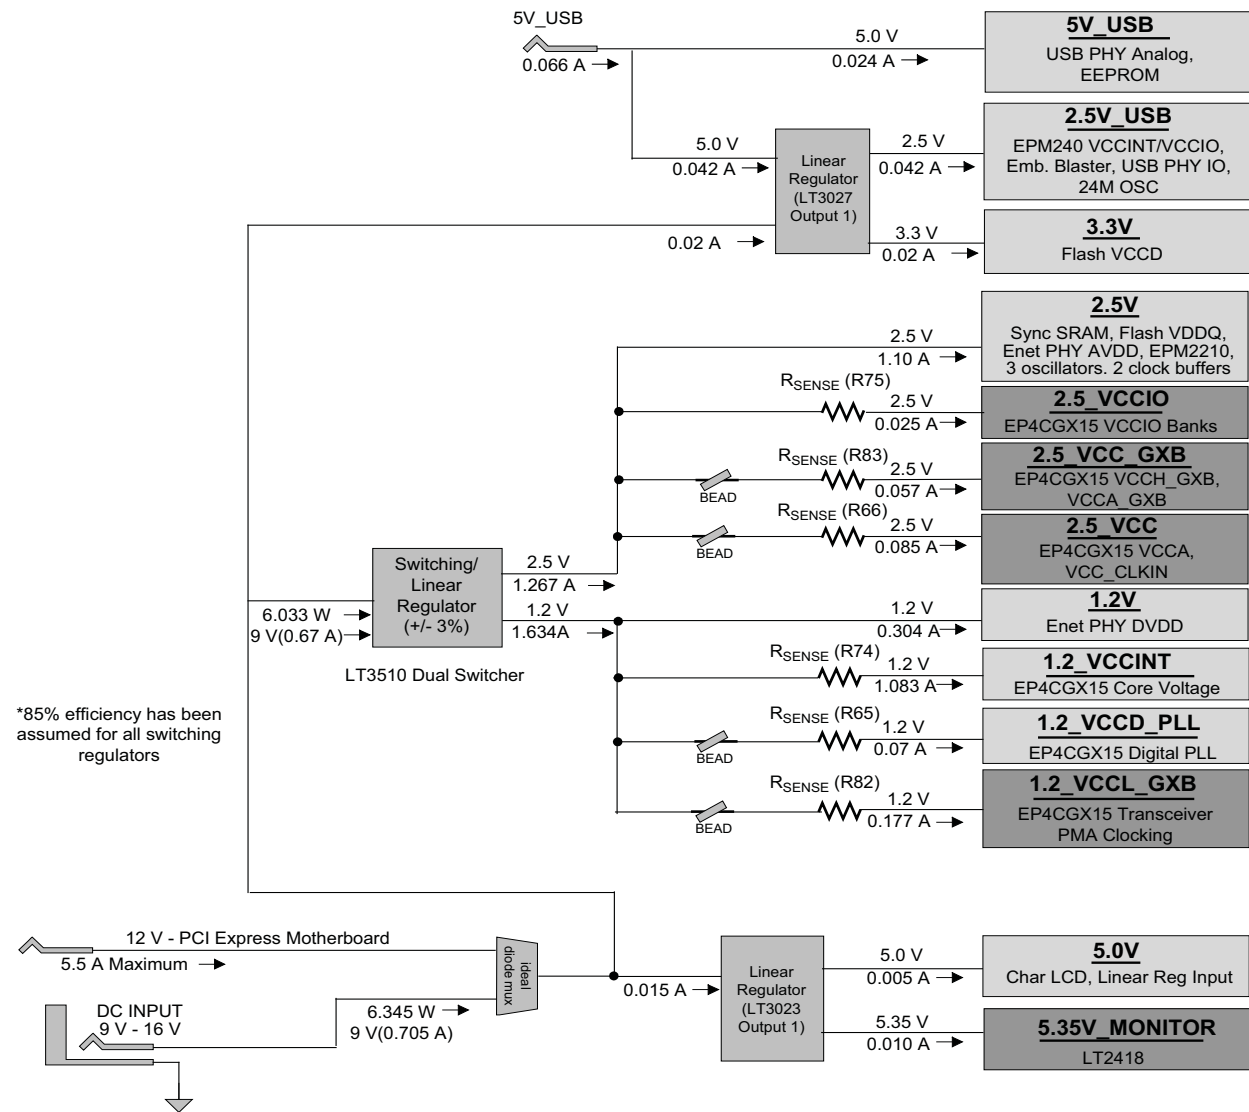 5V_USB
0.066 A
5.0 V
0.024 A
5V_USB
USB PHY Analog,
EEPROM
5.0 V
0.042 A
Linear
Regulator
(LT3027
Output 1)
2.5 V
0.042 A
2.5V_USB
EPM240 VCCINT/VCCIO,
Emb. Blaster, USB PHY IO,
24M OSC
0.02 A
3.3 V
0.02 A
3.3V
Flash VCCD
2.5 V
1.10 A
2.5V
Sync SRAM, Flash VDDQ,
Enet PHY AVDD, EPM2210,
3 oscillators. 2 clock buffers
RSENSE (R75)
2.5 V
0.025 A
2.5_VCCIO
EP4CGX15 VCCIO Banks
BEAD
RSENSE (R83)
2.5 V
0.057 A
2.5_VCC_GXB
EP4CGX15 VCCH_GXB,
VCCA_GXB
BEAD
RSENSE (R66)
2.5 V
0.085 A
2.5_VCC
EP4CGX15 VCCA,
VCC_CLKIN
6.033 W
9 V(0.67 A)
Switching/
Linear
Regulator
(+/- 3%)
LT3510 Dual Switcher
2.5 V
1.267 A
1.2 V
1.634A
1.2 V
0.304 A
1.2V
Enet PHY DVDD
RSENSE (R74)
1.2 V
1.083 A
1.2_VCCINT
EP4CGX15 Core Voltage
BEAD
RSENSE (R65)
1.2 V
0.07 A
1.2_VCCD_PLL
EP4CGX15 Digital PLL
BEAD
RSENSE (R82)
1.2 V
0.177 A
1.2_VCCL_GXB
EP4CGX15 Transceiver
PMA Clocking
*85% efficiency has been
assumed for all switching
regulators
12 V - PCI Express Motherboard
5.5 A Maximum
DC INPUT
9 V - 16 V
6.345 W
9 V(0.705 A)
ideal
diode mux
0.015 A
Linear
Regulator
(LT3023
Output 1)
5.0 V
0.005 A
5.0V
Char LCD, Linear Reg Input
5.35 V
0.010 A
5.35V_MONITOR
LT2418